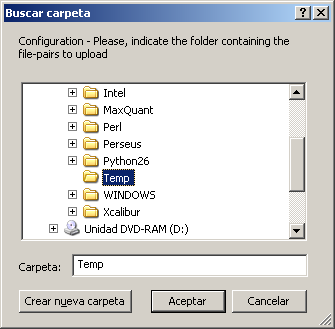 Buscar carpeta
Configuration - Please, indicate the folder containing the
file-pairs to upload
Intel
MaxQuant
Perl
Perseus
Python26
Temp
WINDOWS
Xcalibur
Unidad DVD-RAM (D:)
Carpeta: Temp
Crear nueva carpeta Aceptar Cancelar